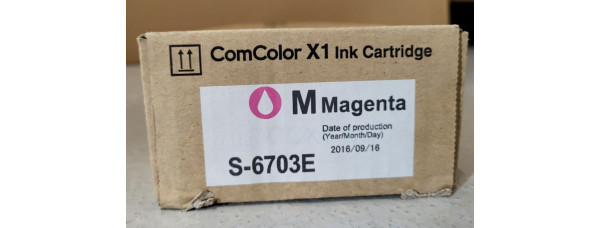 ComColor X1 Ink Cartridge
M Magenta
Date of production
(Year/Month/Day)
2016/09/16
S-6703E